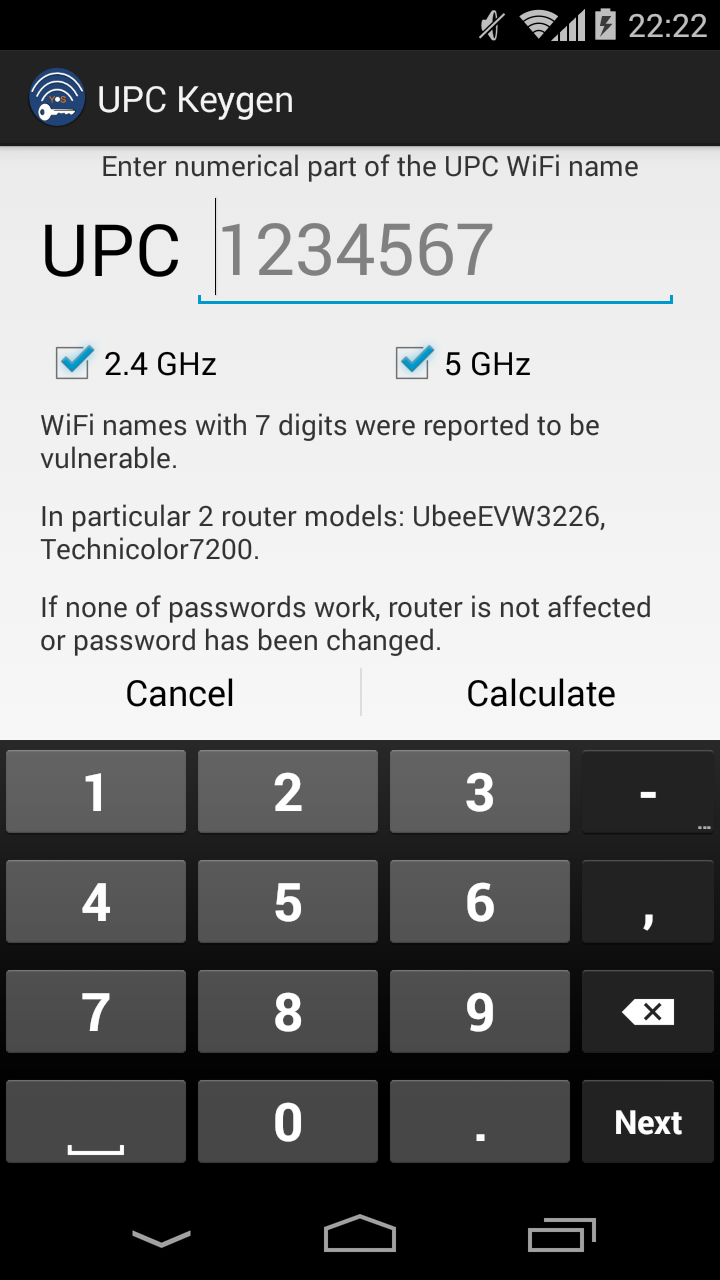 22:22
UPC Keygen
Enter numerical part of the UPC WiFi name
UPC 1234567
2.4 GHz 5 GHz
WiFi names with 7 digits were reported to be
vulnerable.
In particular 2 router models: UbeeEVW3226,
Technicolor7200.
If none of passwords work, router is not affected
or password has been changed.
Cancel Calculate
1 2 3 - ...
4 5 6 ,
7 8 9
0 . Next